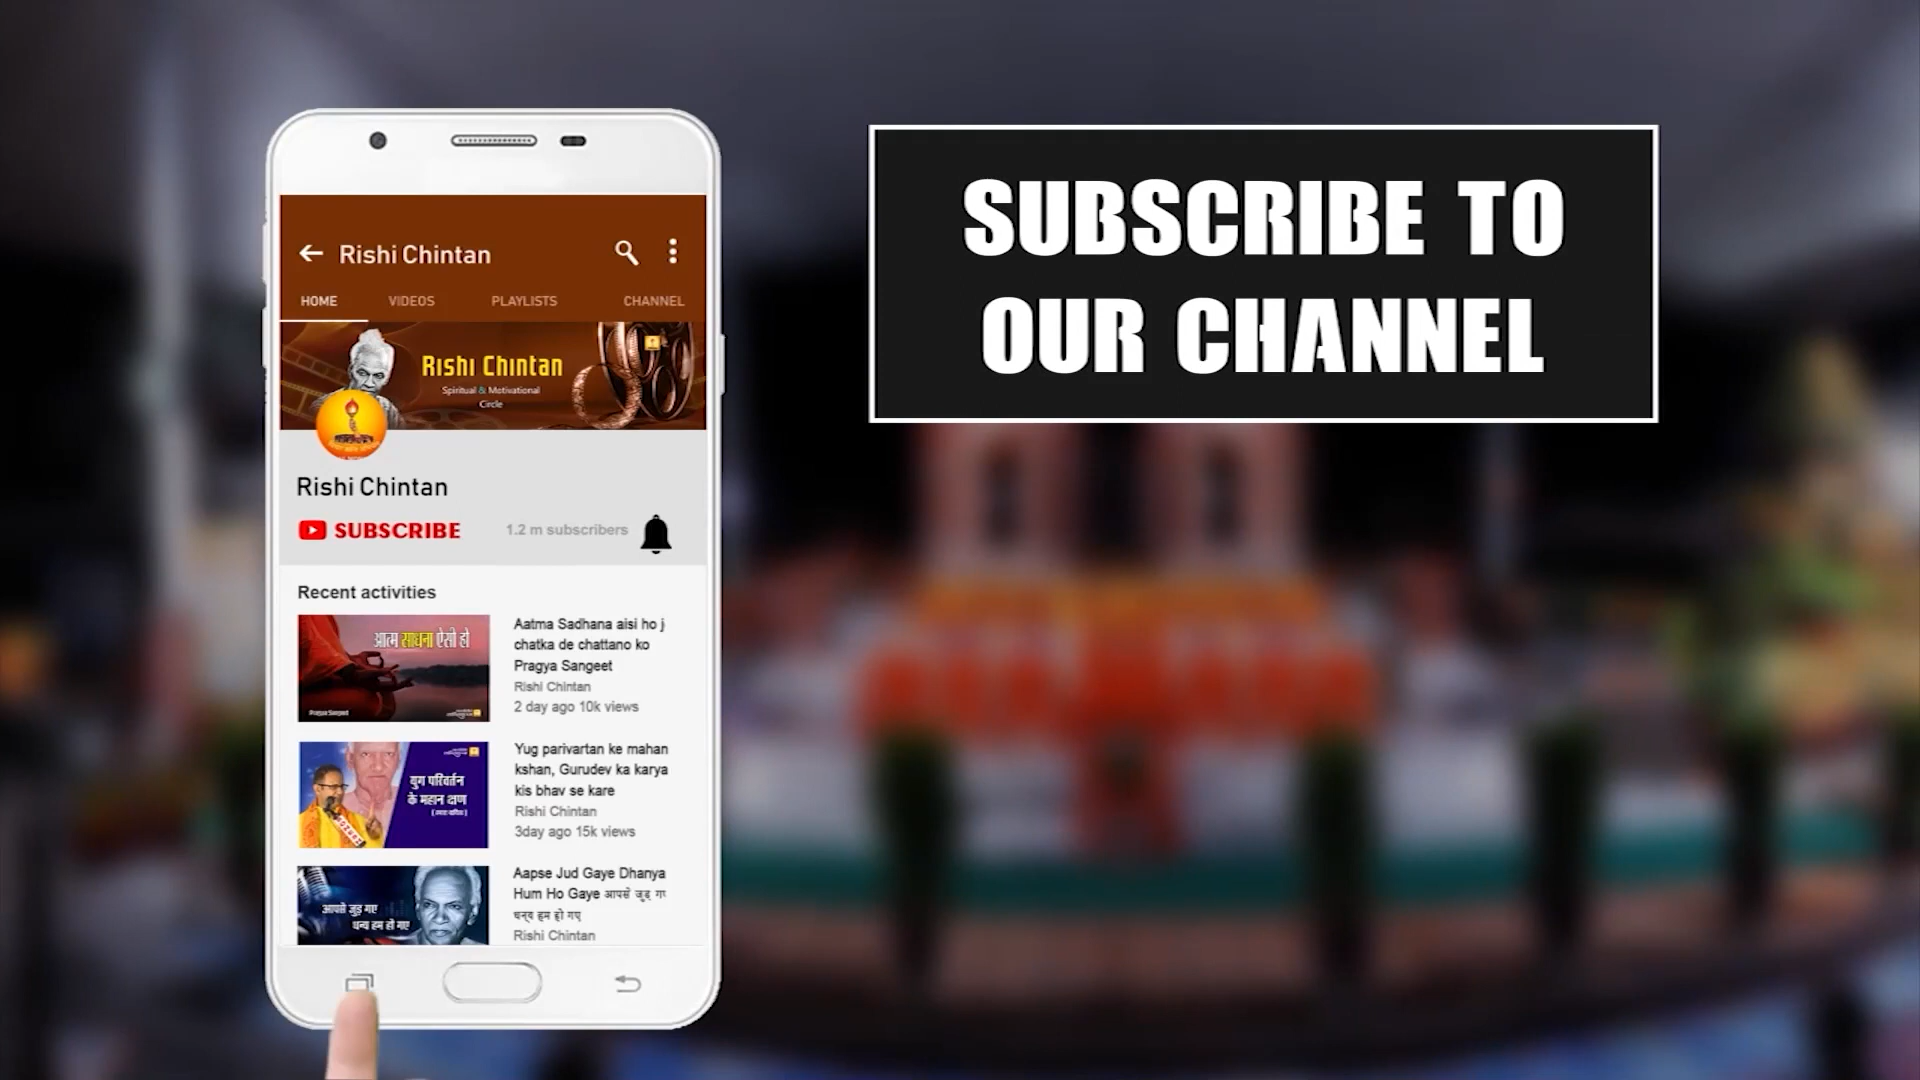 SUBSCRIBE TO
OUR CHANNEL
Rishi Chintan
HOME VIDEOS PLAYLISTS CHANNEL
Rishi Chintan
Spiritual & Motivational
Circle
Rishi Chintan
SUBSCRIBE 1.2 m subscribers
Recent activities
आत्म साधना ऐसी हो
Pragya Sangeet
Aatma Sadhana aisi ho j
chatka de chattano ko
Pragya Sangeet
Rishi Chintan
2 day ago 10k views
युग परिवर्तन
के महान क्षण
Yug parivartan ke mahan
kshan, Gurudev ka karya
kis bhav se kare
Rishi Chintan
3day ago 15k views
आपसे जुड़ गए
धन्य हम हो गए
Aapse Jud Gaye Dhanya
Hum Ho Gaye आपसे जुड़ गए
धन्य हम हो गए
Rishi Chintan